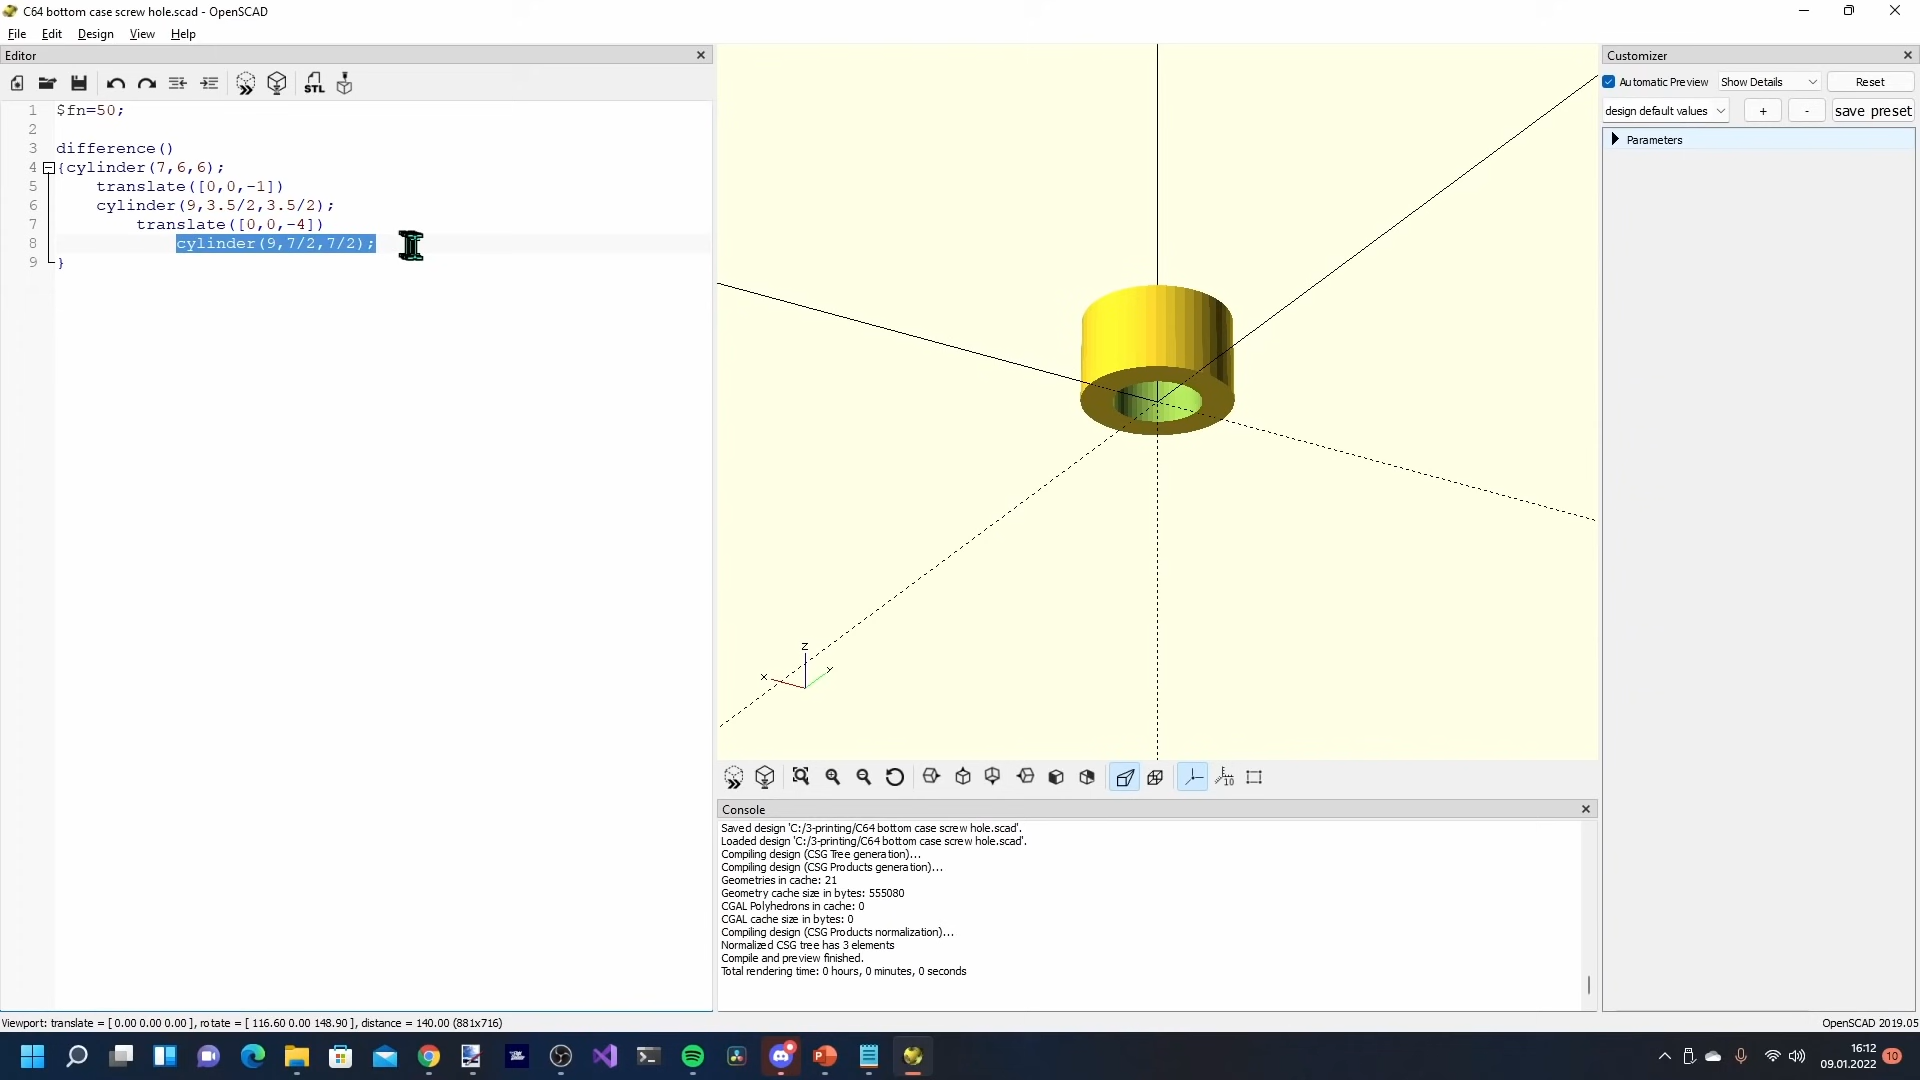 C64 bottom case screw hole.scad - OpenSCAD
File Edit Design View Help
Editor
STL
1 $fn=50;
2
3 difference()
4 {cylinder(7,6,6);
5 translate([0,0,-1])
6 cylinder(9,3.5/2,3.5/2);
7 translate([0,0,-4])
8 cylinder(9,7/2,7/2);
9 }
z
x
y
10
Console
Saved design 'C:/3-printing/C64 bottom case screw hole.scad'.
Loaded design 'C:/3-printing/C64 bottom case screw hole.scad'.
Compiling design (CSG Tree generation)...
Compiling design (CSG Products generation)...
Geometries in cache: 21
Geometry cache size in bytes: 555080
CGAL Polyhedrons in cache: 0
CGAL cache size in bytes: 0
Compiling design (CSG Products normalization)...
Normalized CSG tree has 3 elements
Compile and preview finished.
Total rendering time: 0 hours, 0 minutes, 0 seconds
Customizer
Automatic Preview Show Details Reset
design default values + - save preset
Parameters
Viewport: translate = [ 0.00 0.00 0.00 ], rotate = [ 116.60 0.00 148.90 ], distance = 140.00 (881x716)
OpenSCAD 2019.05
16:12
09.01.2022
10